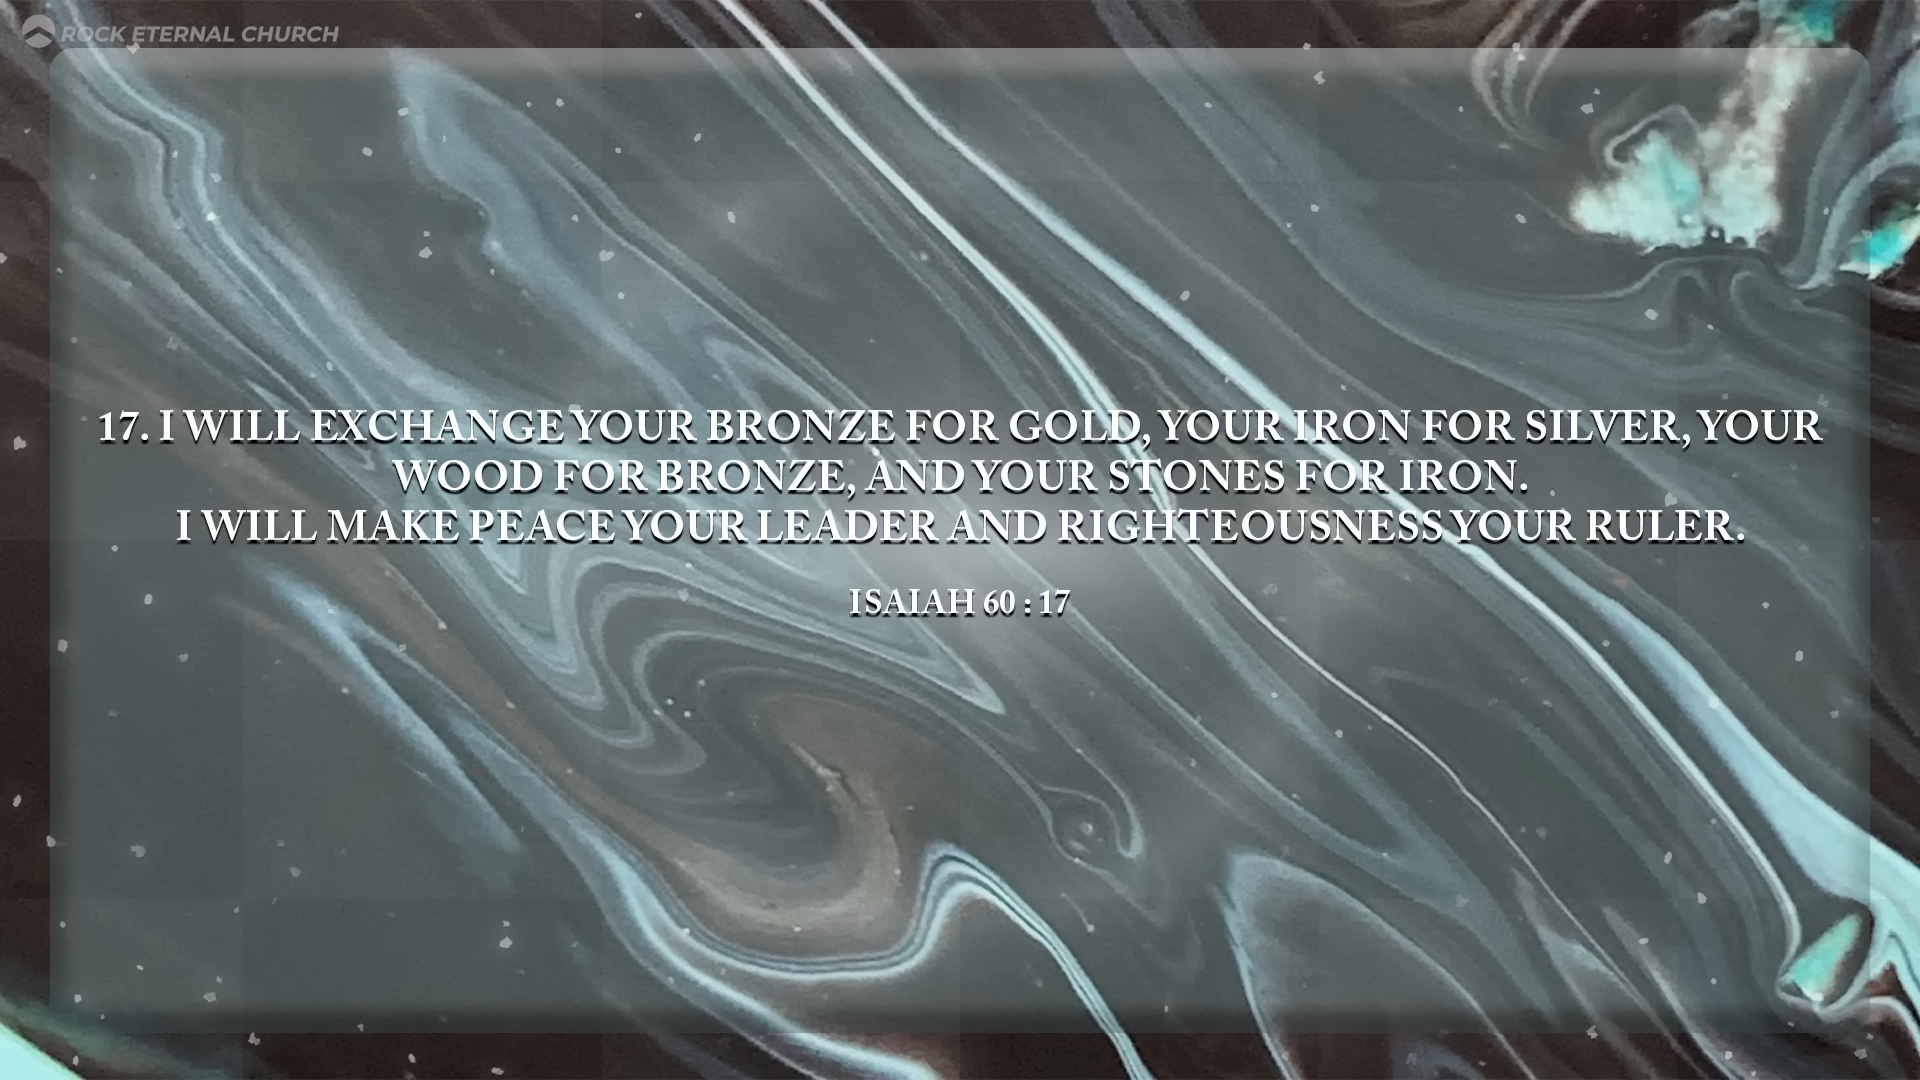 ROCK ETERNAL CHURCH
17. I WILL EXCHANGE YOUR BRONZE FOR GOLD, YOUR IRON FOR SILVER, YOUR
WOOD FOR BRONZE, AND YOUR STONES FOR IRON.
I WILL MAKE PEACE YOUR LEADER AND RIGHTEOUSNESS YOUR RULER.
ISAIAH 60 : 17